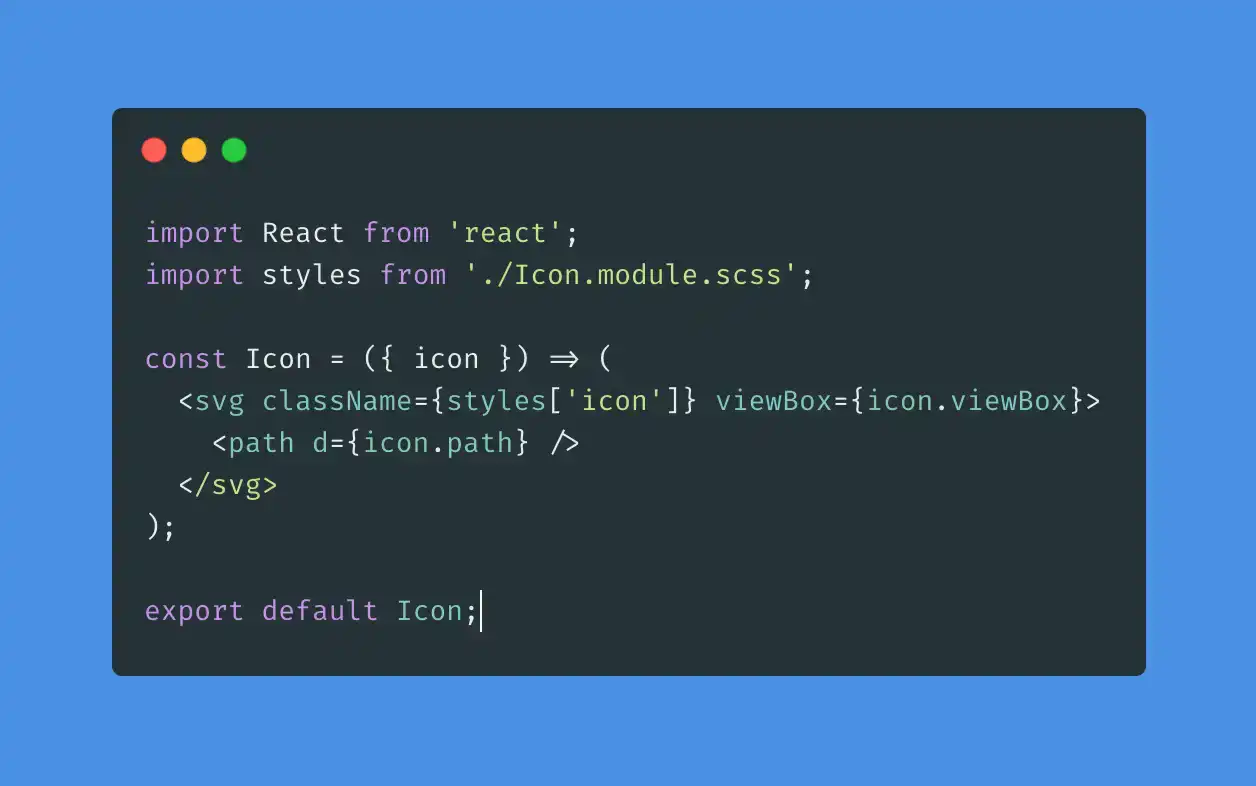 import React from 'react';
import styles from './Icon.module.scss';
const Icon = ({ icon }) => (
  <svg className={styles['icon']} viewBox={icon.viewBox}>
    <path d={icon.path} />
  </svg>
);
export default Icon;